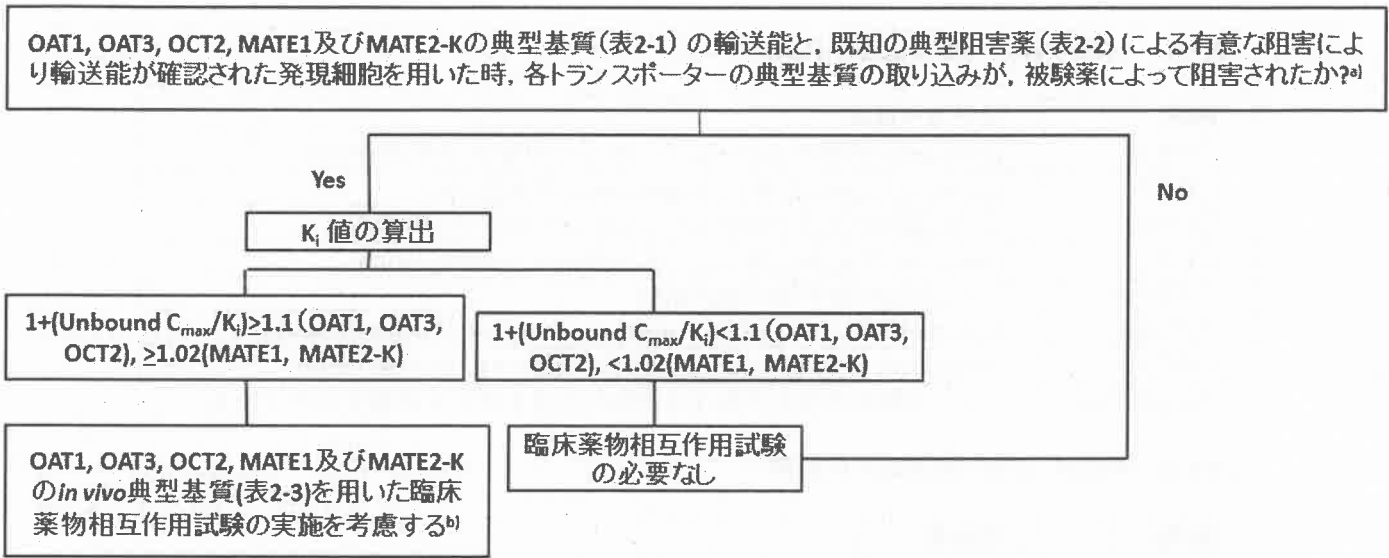 OAT1, OAT3, OCT2, MATE1及びMATE2-Kの典型基質(表2-1) の輸送能と, 既知の典型阻害薬(表2-2)による有意な阻害によ
り輸送能が確認された発現細胞を用いた時, 各トランスポーターの典型基質の取り込みが, 被験薬によって阻害されたか?a)
Yes
No
Ki 値の算出
1+(Unbound Cmax/Ki)≥1.1(OAT1, OAT3,
OCT2), ≥1.02(MATE1, MATE2-K)
1+(Unbound Cmax/Ki)<1.1(OAT1, OAT3,
OCT2), <1.02(MATE1, MATE2-K)
OAT1, OAT3, OCT2, MATE1及びMATE2-K
のin vivo典型基質(表2-3)を用いた臨床
薬物相互作用試験の実施を考慮するb)
臨床薬物相互作用試験
の必要なし